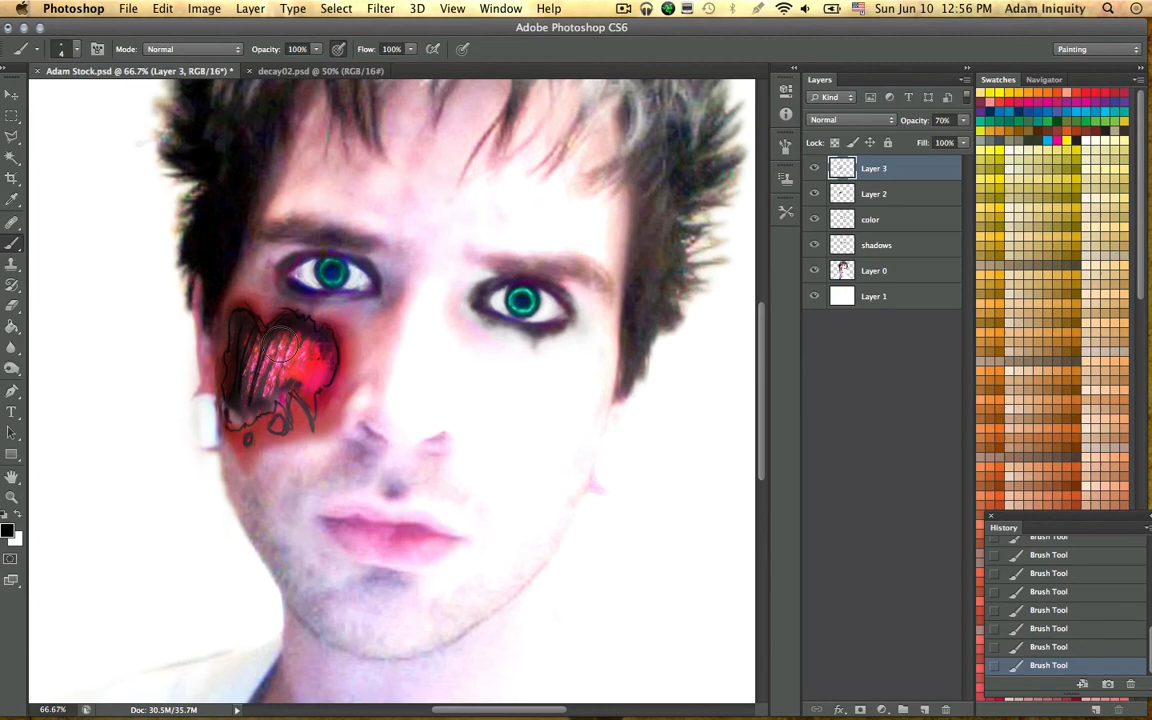 Photoshop File Edit Image Layer Type Select Filter 3D View Window Help Sun Jun 10 12:56 PM Adam Iniquity
Adobe Photoshop CS6
4 Mode: Normal Opacity: 100% Flow: 100% Painting
× Adam Stock.psd @ 66.7% (Layer 3, RGB/16*) * × decay02.psd @ 50% (RGB/16#)
Layers Swatches Navigator
Kind
Normal Opacity: 70%
Lock: Fill: 100%
Layer 3
Layer 2
color
shadows
Layer 0
Layer 1
History
Brush Tool
Brush Tool
Brush Tool
Brush Tool
Brush Tool
Brush Tool
Brush Tool
Brush Tool
66.67% Doc: 30.5M/35.7M